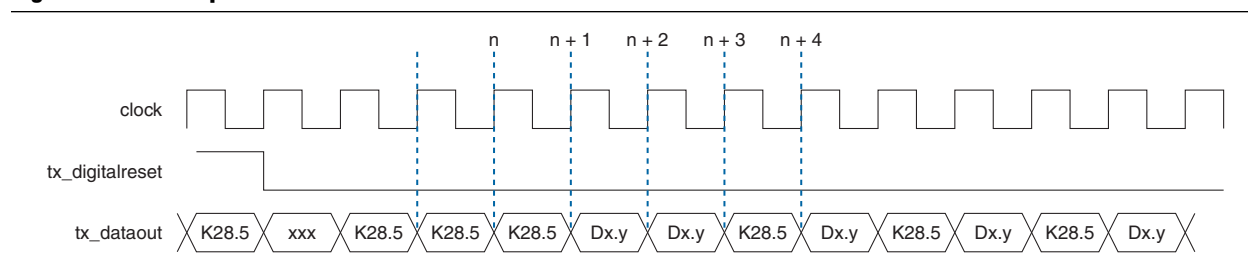 n n + 1 n + 2 n + 3 n + 4
clock
tx_digitalreset
tx_dataout K28.5 xxx K28.5 K28.5 K28.5 Dx.y Dx.y K28.5 Dx.y K28.5 Dx.y K28.5 Dx.y